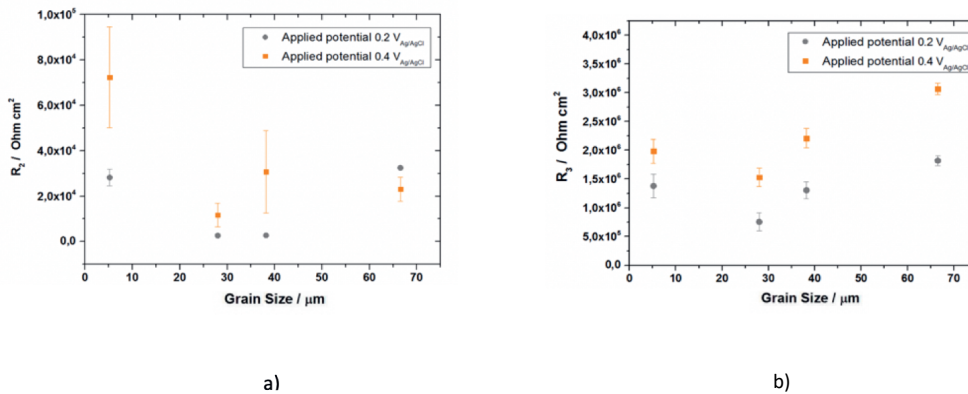 1,0x10⁵
8,0x10⁴
6,0x10⁴
4,0x10⁴
2,0x10⁴
0,0
R₂ / Ohm cm²
Applied potential 0.2 V_Ag/AgCl
Applied potential 0.4 V_Ag/AgCl
0 10 20 30 40 50 60 70
Grain Size / μm
a)
4,0x10⁶
3,5x10⁶
3,0x10⁶
2,5x10⁶
2,0x10⁶
1,5x10⁶
1,0x10⁶
5,0x10⁵
0,0
R₃ / Ohm cm²
Applied potential 0.2 V_Ag/AgCl
Applied potential 0.4 V_Ag/AgCl
0 10 20 30 40 50 60 70
Grain Size / μm
b)